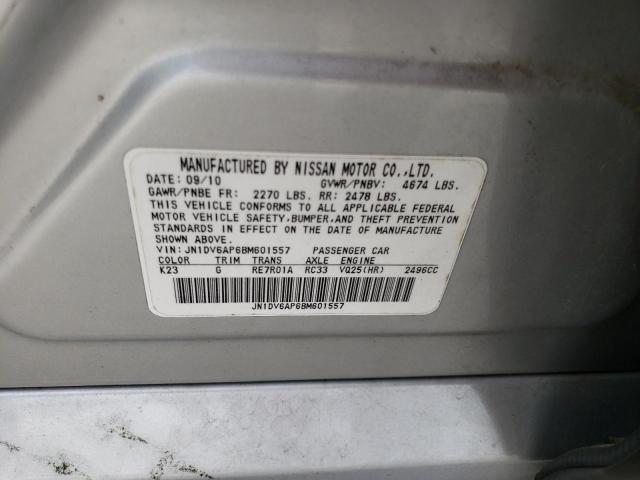 MANUFACTURED BY NISSAN MOTOR CO.,LTD.
DATE: 09/10 GVWR/PNBV: 4674 LBS.
GAWR/PNBE FR: 2270 LBS. RR: 2478 LBS.
THIS VEHICLE CONFORMS TO ALL APPLICABLE FEDERAL
MOTOR VEHICLE SAFETY,BUMPER,AND THEFT PREVENTION
STANDARDS IN EFFECT ON THE DATE OF MANUFACTURE
SHOWN ABOVE.
VIN: JN1DV6AP6BM601557 PASSENGER CAR
COLOR TRIM TRANS AXLE ENGINE
K23 G RE7R01A RC33 VQ25(HR) 2496CC
JN1DV6AP6BM601557